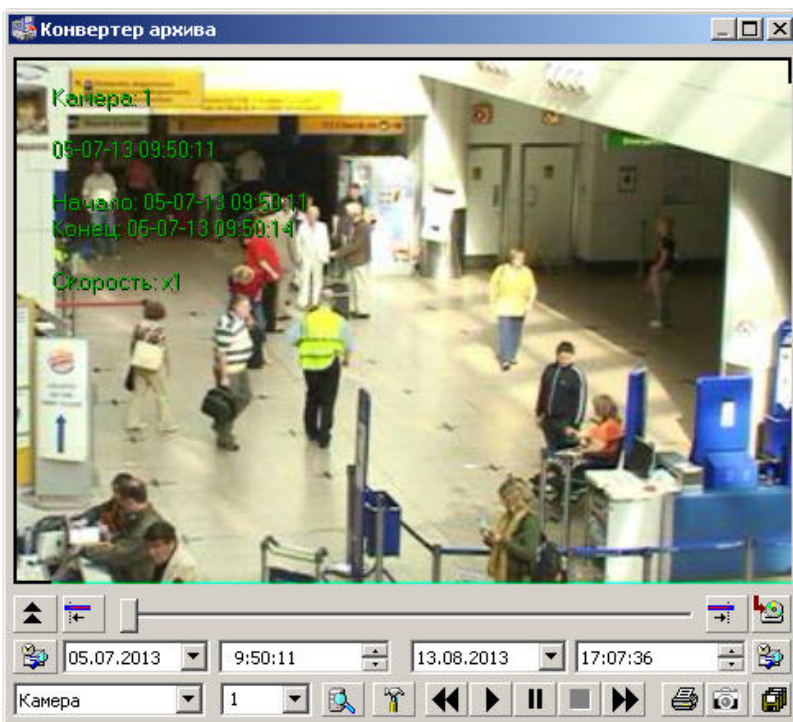 Конвертер архива
Камера: 1
05-07-13 09:50:11
Начало: 05-07-13 09:50:11
Конец: 05-07-13 09:50:14
Скорость: x1
05.07.2013 9:50:11 13.08.2013 17:07:36
Камера 1